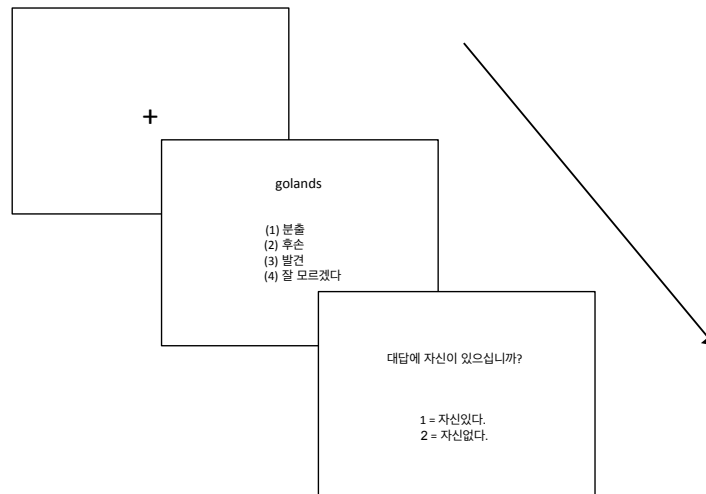 +
golands
(1) 분출
(2) 후손
(3) 발견
(4) 잘 모르겠다
대답에 자신이 있으십니까?
1 = 자신있다.
2 = 자신없다.